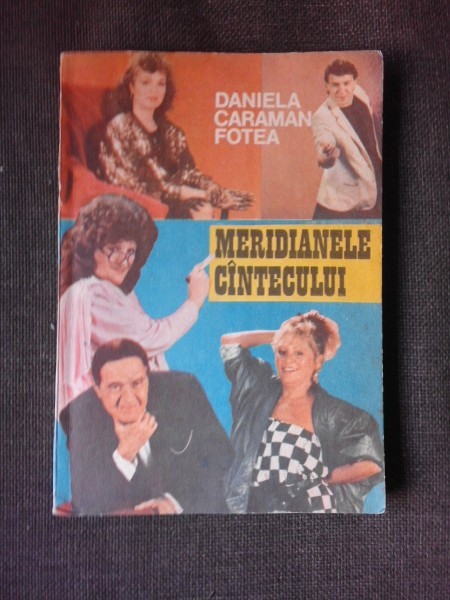 DANIELA
CARAMAN
FOTEA
MERIDIANELE
CÎNTECULUI